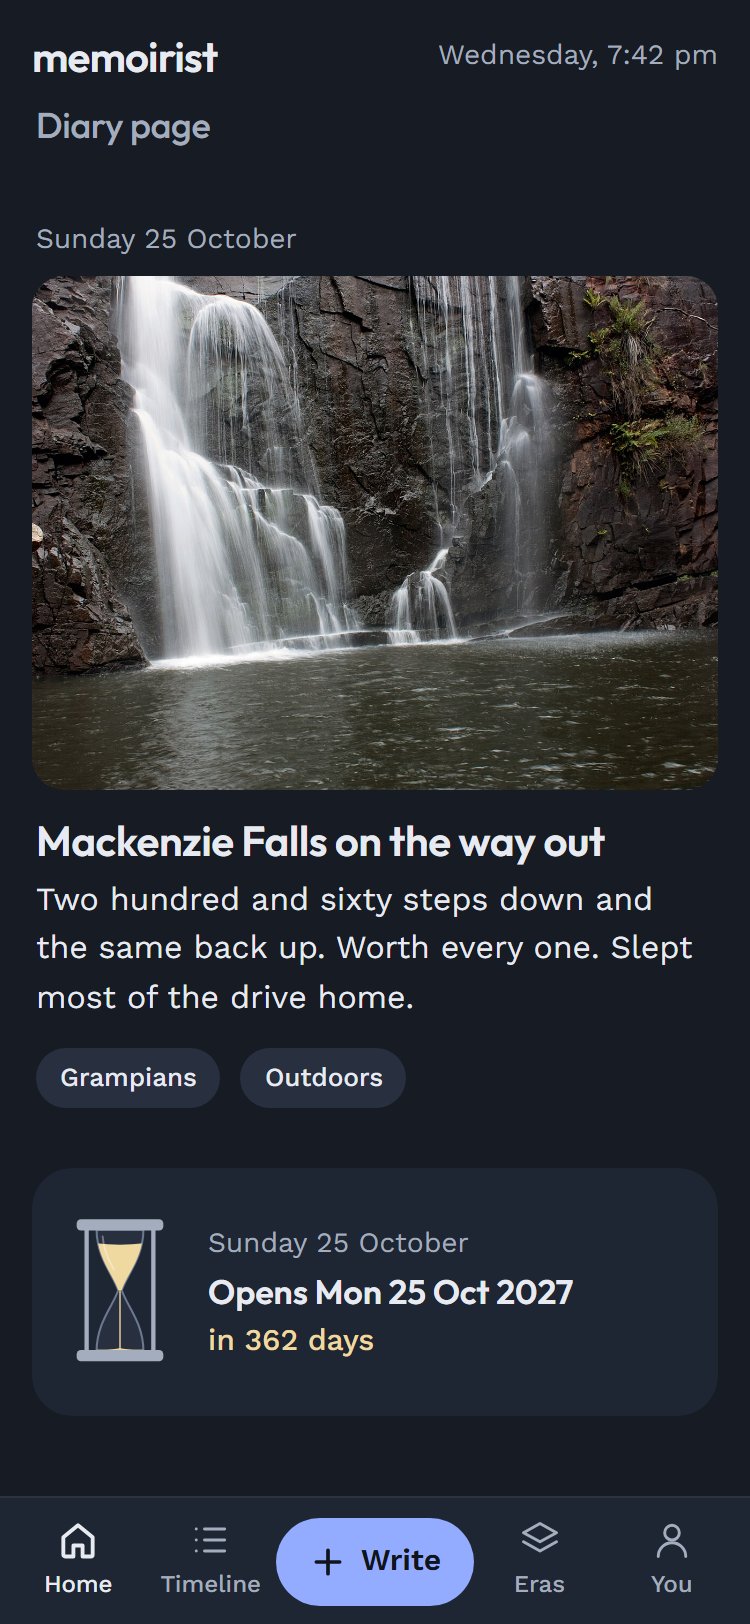 memoirist
Wednesday, 7:42 pm
Diary page
Sunday 25 October
Mackenzie Falls on the way out
Two hundred and sixty steps down and
the same back up. Worth every one. Slept
most of the drive home.
Grampians
Outdoors
Sunday 25 October
Opens Mon 25 Oct 2027
in 362 days
Home
Timeline
+ Write
Eras
You